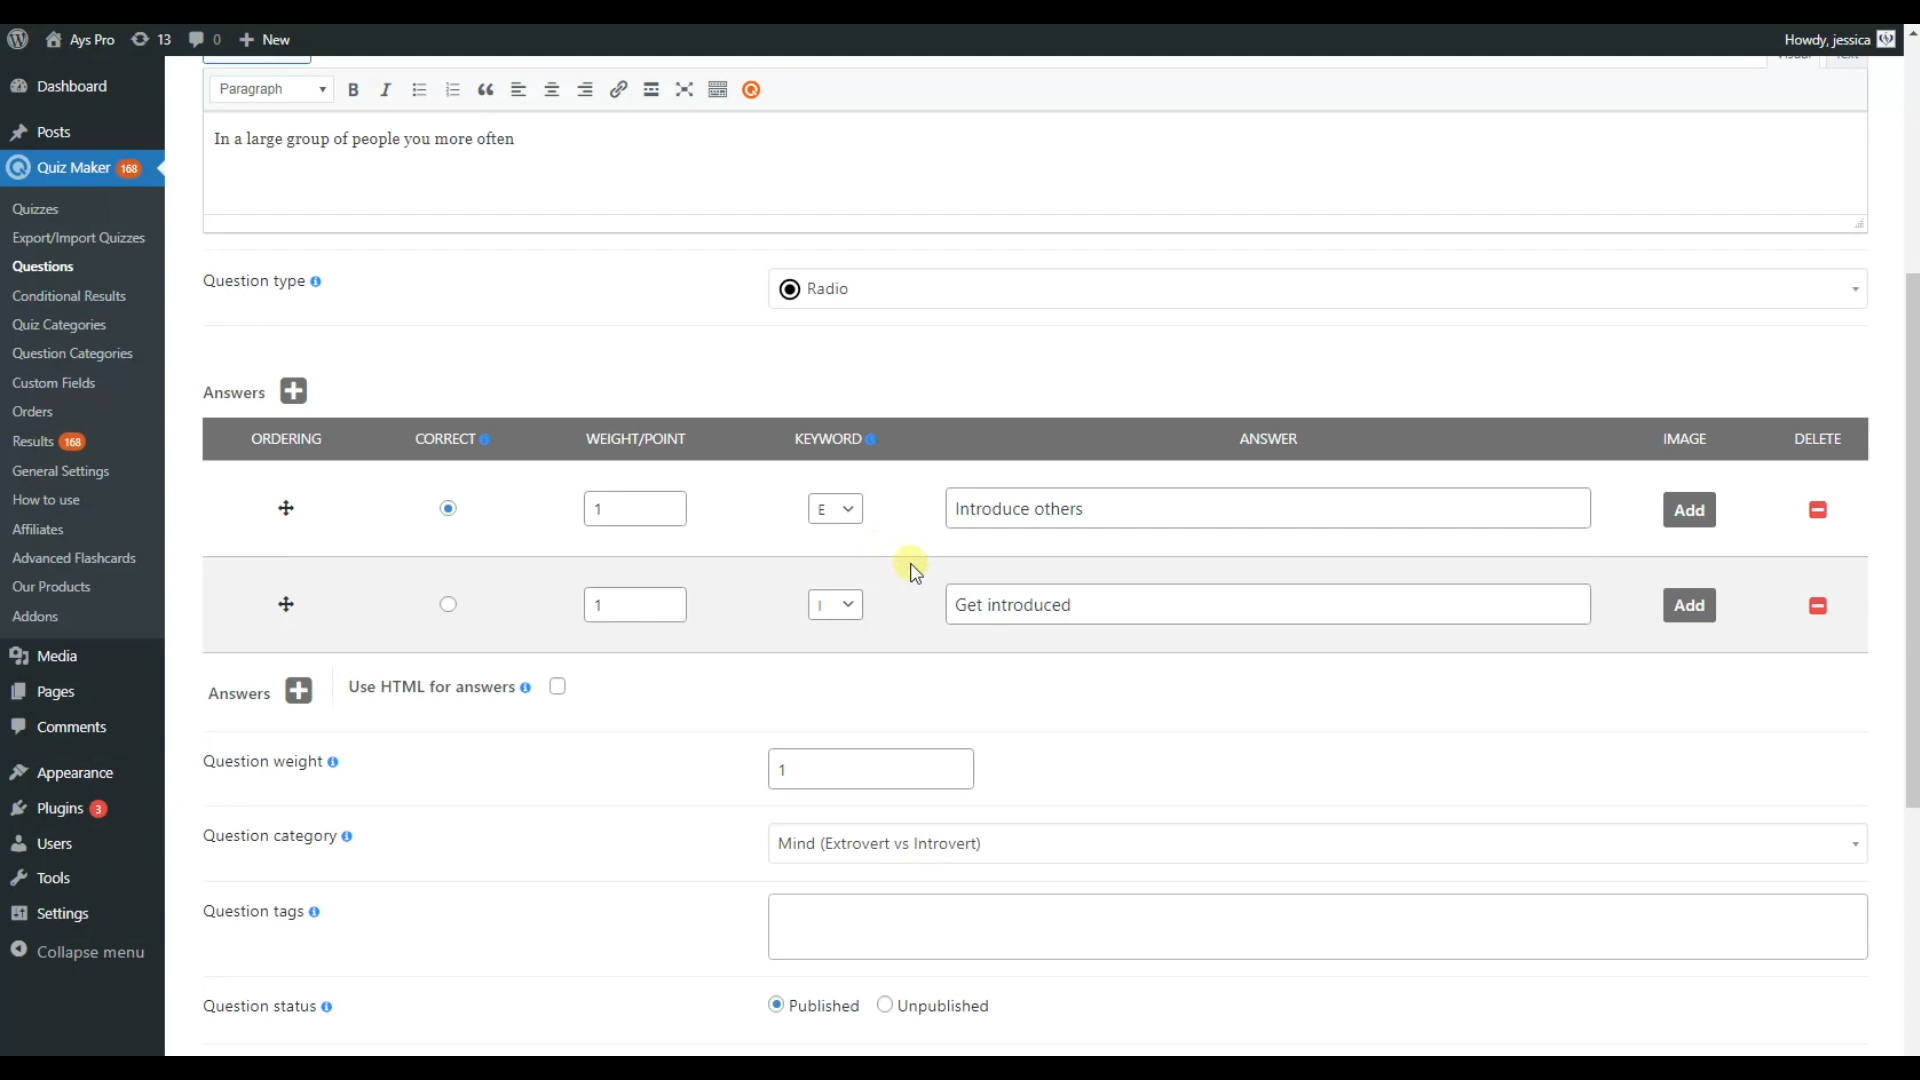 Ays Pro 13 0 New Howdy, jessica
Dashboard
Posts
Quiz Maker 168
Quizzes
Export/Import Quizzes
Questions
Conditional Results
Quiz Categories
Question Categories
Custom Fields
Orders
Results 168
General Settings
How to use
Affiliates
Advanced Flashcards
Our Products
Addons
Media
Pages
Comments
Appearance
Plugins 3
Users
Tools
Settings
Collapse menu
Paragraph
In a large group of people you more often
Question type
Radio
Answers
ORDERING CORRECT WEIGHT/POINT KEYWORD ANSWER IMAGE DELETE
1 E Introduce others Add
1 I Get introduced Add
Answers Use HTML for answers
Question weight
1
Question category
Mind (Extrovert vs Introvert)
Question tags
Question status
Published Unpublished